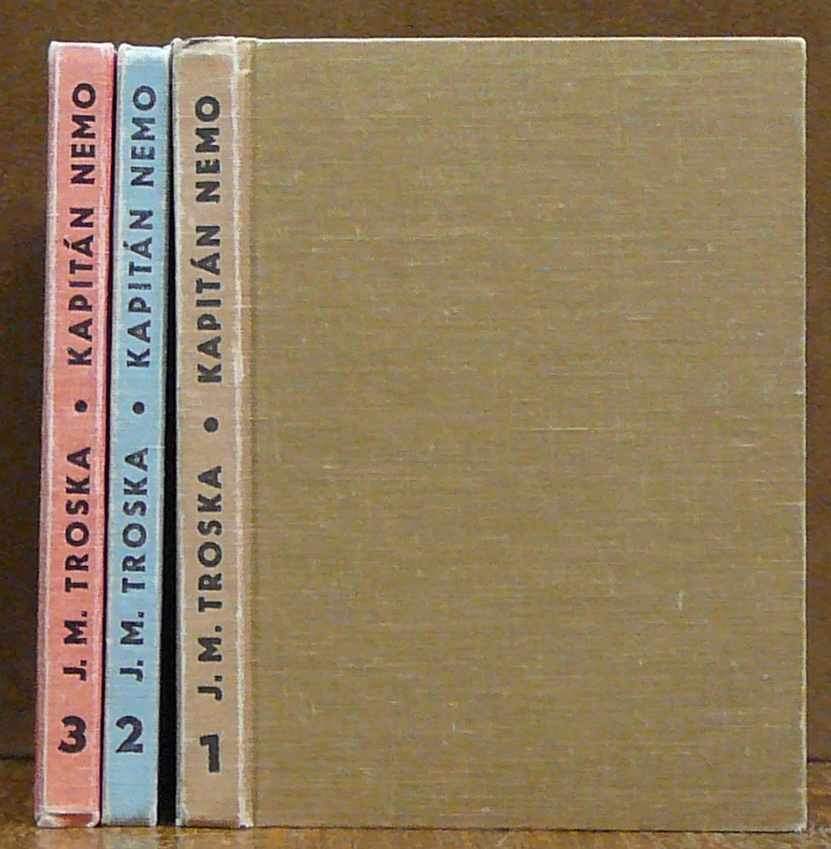 3 J. M. TROSKA • KAPITÁN NEMO
2 J. M. TROSKA • KAPITÁN NEMO
1 J. M. TROSKA • KAPITÁN NEMO